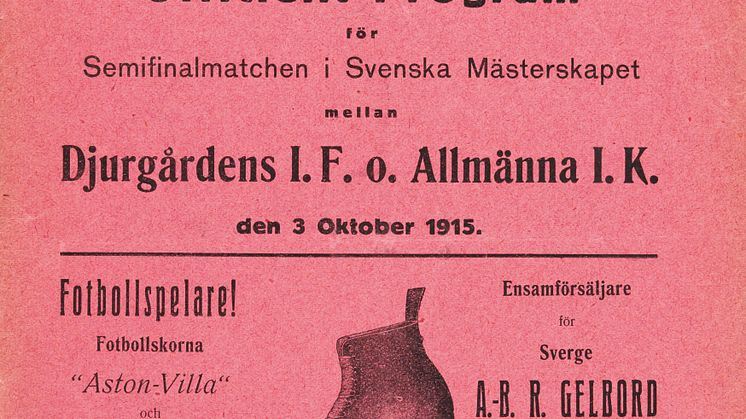 för
Semifinalmatchen i Svenska Mästerskapet
mellan
Djurgårdens I.F. o. Allmänna I.K.
den 3 Oktober 1915.
Fotbollspelare!
Fotbollskorna
"Aston-Villa"
och
Ensamförsäljare
för
Sverge
A.-B. R. GELBORD